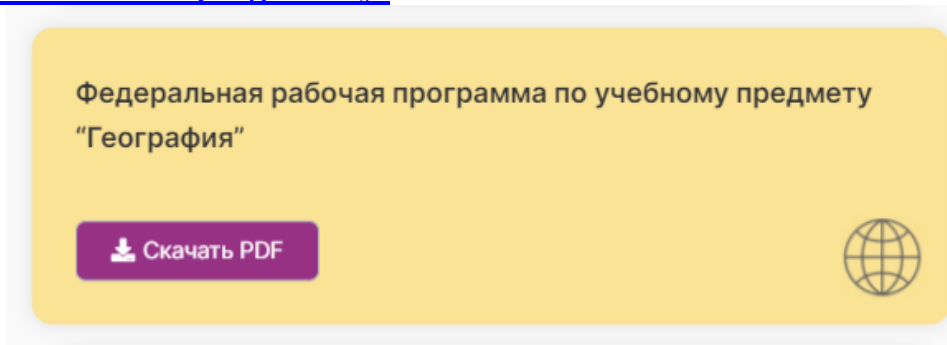 Федеральная рабочая программа по учебному предмету
“География”
Скачать PDF